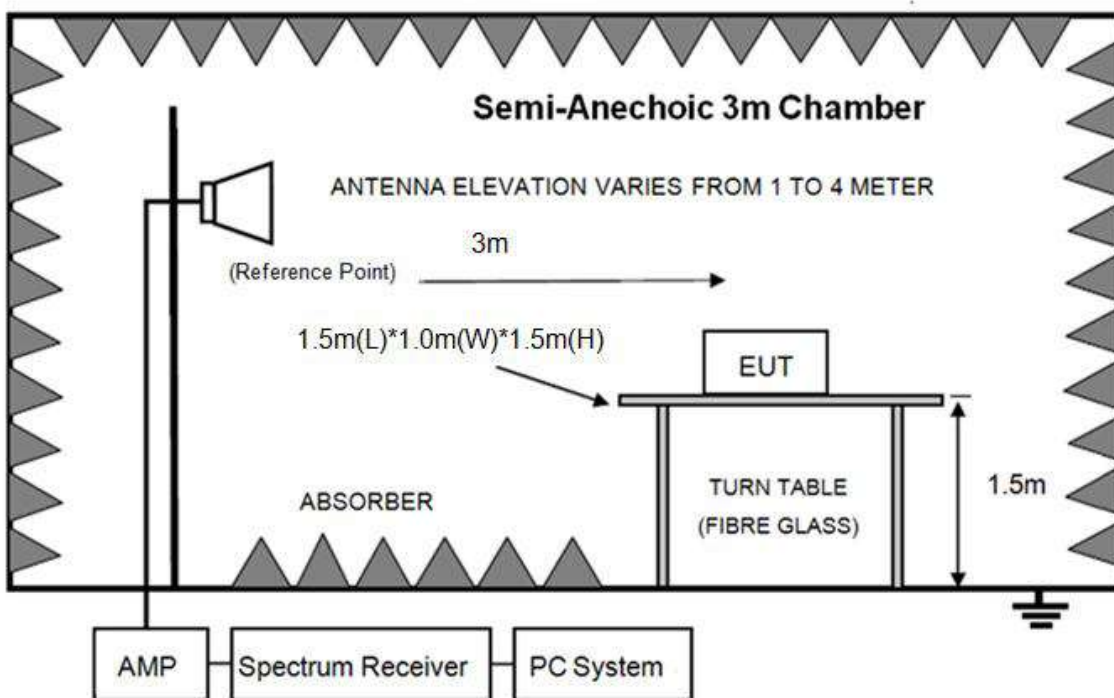 Semi-Anechoic 3m Chamber
ANTENNA ELEVATION VARIES FROM 1 TO 4 METER
3m
(Reference Point)
1.5m(L)*1.0m(W)*1.5m(H)
EUT
ABSORBER
TURN TABLE
(FIBRE GLASS)
1.5m
AMP
Spectrum Receiver
PC System